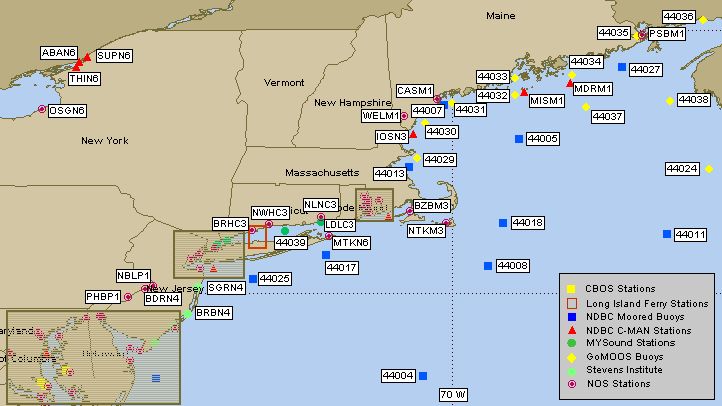 Maine
44036
44035
PSBM1
ABAN6
SUPN6
THIN6
44034
44027
44033
Vermont
CASM1
MDRM1
44032
MISM1
44038
New Hampshire
44007
44031
OSGN6
WELM1
44037
44030
IOSN3
New York
44005
44029
44024
Massachusetts
44013
NLNC3
BZBM3
NWHC3
BRHC3
LDLC3
NTKM3
44018
44039
MTKN6
44011
44017
44008
NBLP1
44025
SGRN4
New Jersey
PHBP1
BDRN4
BRBN4
CBOS Stations
Long Island Ferry Stations
NDBC Moored Buoys
NDBC C-MAN Stations
MYSound Stations
GoMOOS Buoys
Stevens Institute
NOS Stations
44004
70 W